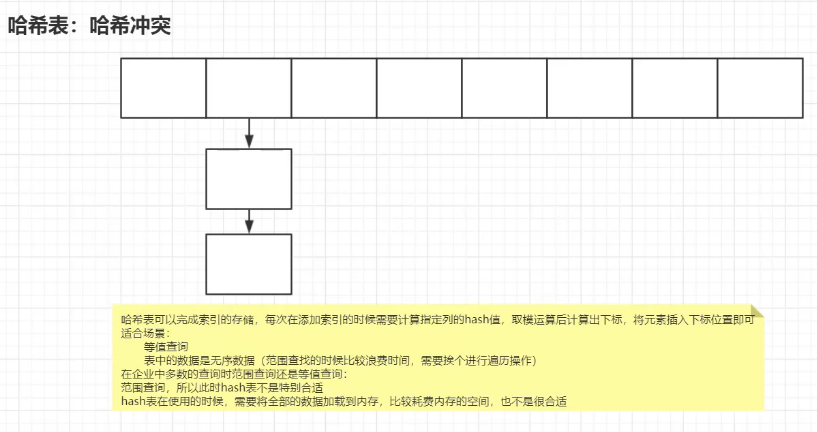 哈希表：哈希冲突
哈希表可以完成索引的存储，每次在添加索引的时候需要计算指定列的hash值，取模运算后计算出下标，将元素插入下标位置即可
适合场景：
等值查询
表中的数据是无序数据（范围查找的时候比较浪费时间，需要挨个进行遍历操作）
在企业中多数的查询时范围查询还是等值查询：
范围查询，所以此时hash表不是特别合适
hash表在使用的时候，需要将全部的数据加载到内存，比较耗费内存的空间，也不是很合适